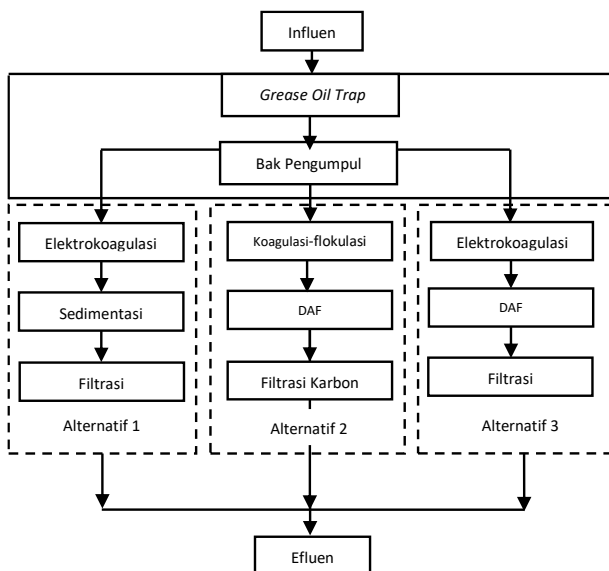 Influen
Grease Oil Trap
Bak Pengumpul
Elektrokoagulasi
Sedimentasi
Filtrasi
Alternatif 1
Koagulasi-flokulasi
DAF
Filtrasi Karbon
Alternatif 2
Elektrokoagulasi
DAF
Filtrasi
Alternatif 3
Efluen